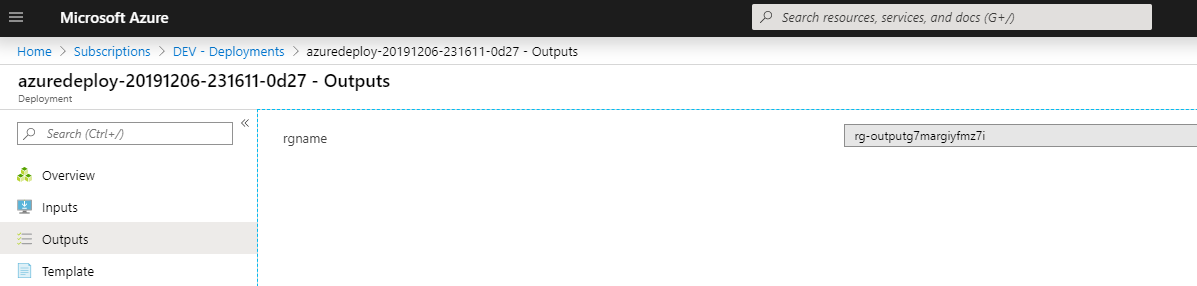 Microsoft Azure
Search resources, services, and docs (G+/)
Home > Subscriptions > DEV - Deployments > azuredeploy-20191206-231611-0d27 - Outputs
azuredeploy-20191206-231611-0d27 - Outputs
Deployment
Search (Ctrl+/)
«
rgname
rg-outputg7margiyfmz7i
Overview
Inputs
Outputs
Template